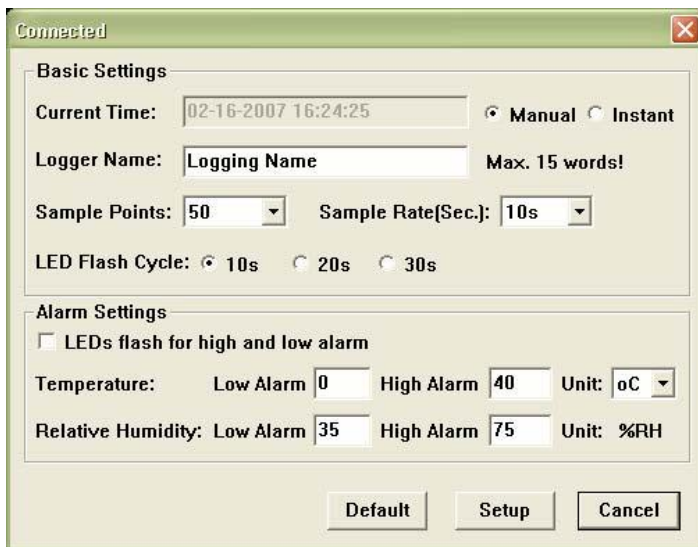 Connected
Basic Settings
Current Time: 02-16-2007 16:24:25 Manual Instant
Logger Name: Logging Name Max. 15 words!
Sample Points: 50 Sample Rate(Sec.): 10s
LED Flash Cycle: 10s 20s 30s
Alarm Settings
LEDs flash for high and low alarm
Temperature: Low Alarm 0 High Alarm 40 Unit: oC
Relative Humidity: Low Alarm 35 High Alarm 75 Unit: %RH
Default Setup Cancel